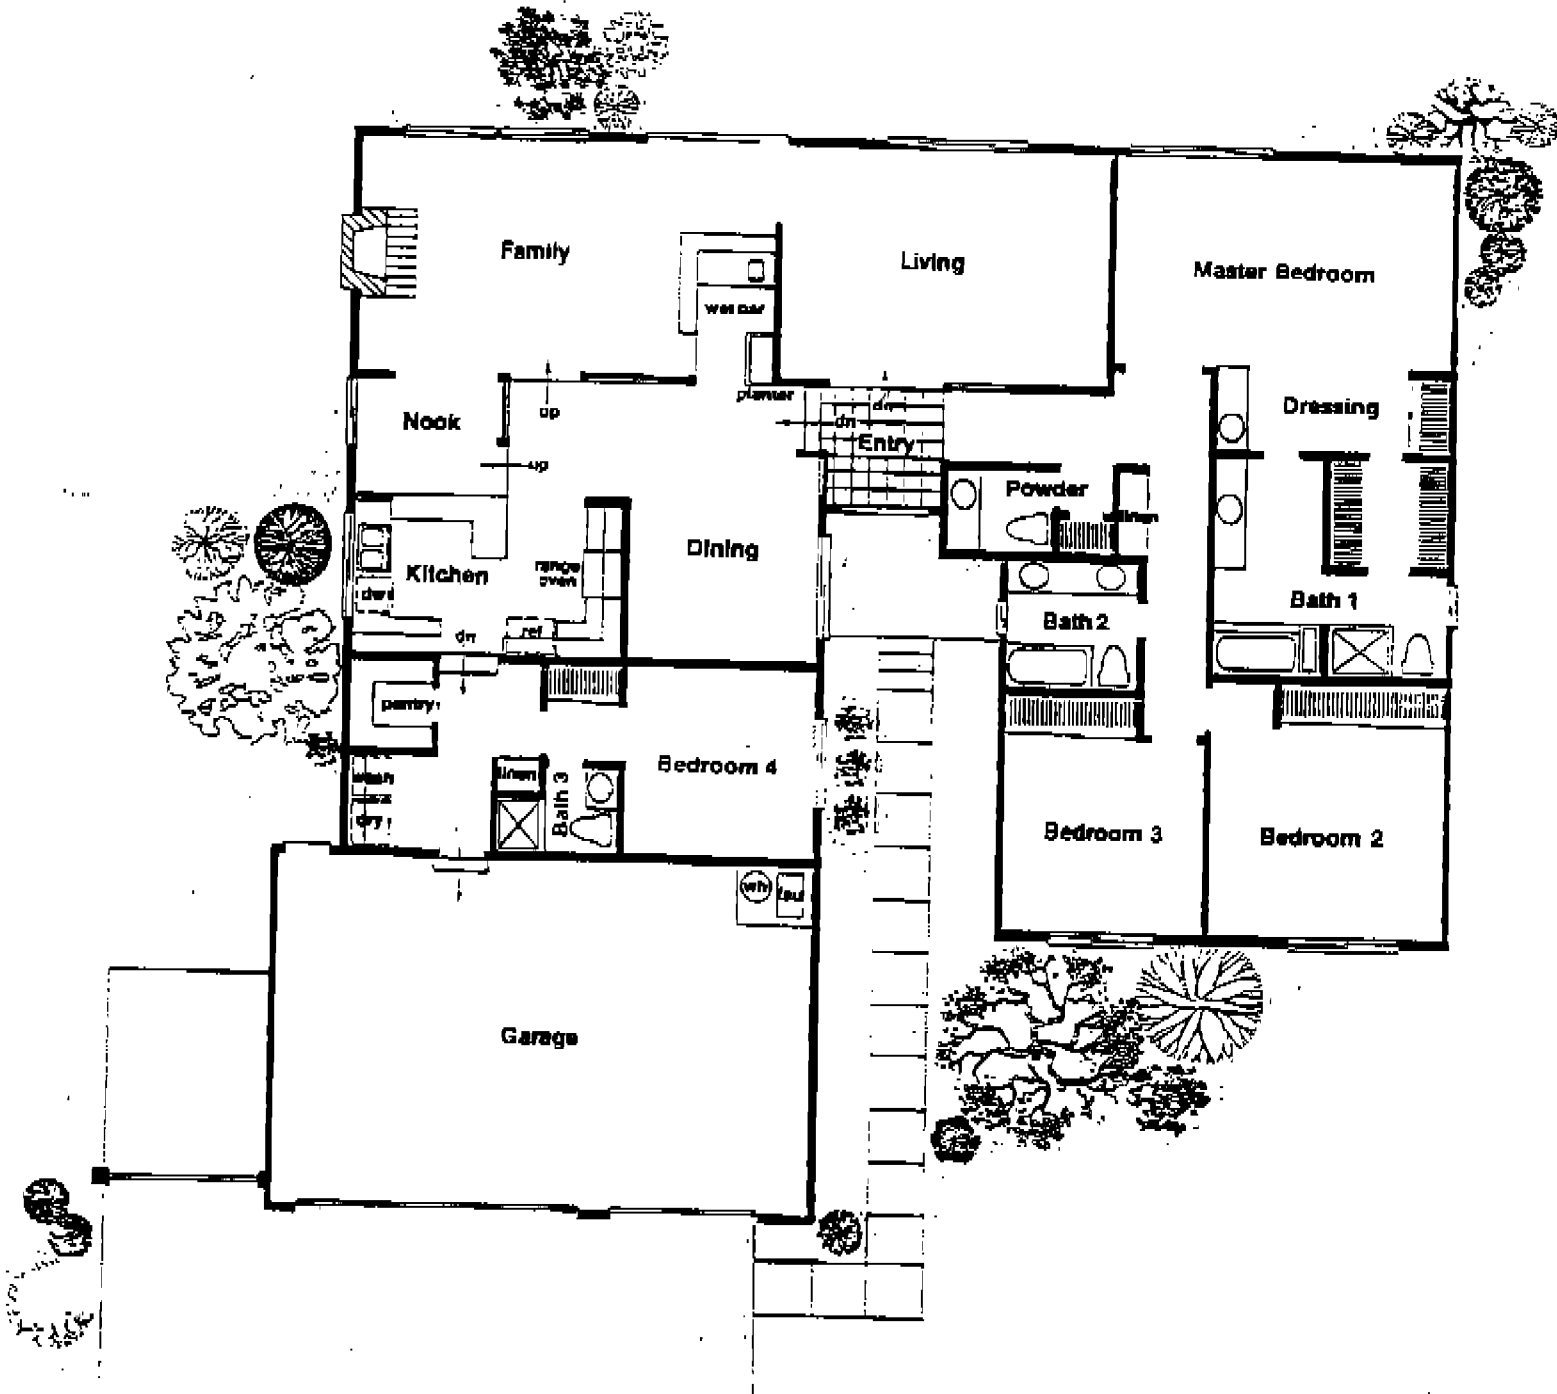 Family
Living
Master Bedroom
wet bar
planter
Nook
up
dn
dn
Dressing
Entry
up
Powder
linen
Dining
Kitchen
range
oven
dw
Bath 1
Bath 2
ref
dn
pantry
Bedroom 4
linen
Bath 3
wash
dry
Bedroom 3
Bedroom 2
wh
fau
Garage